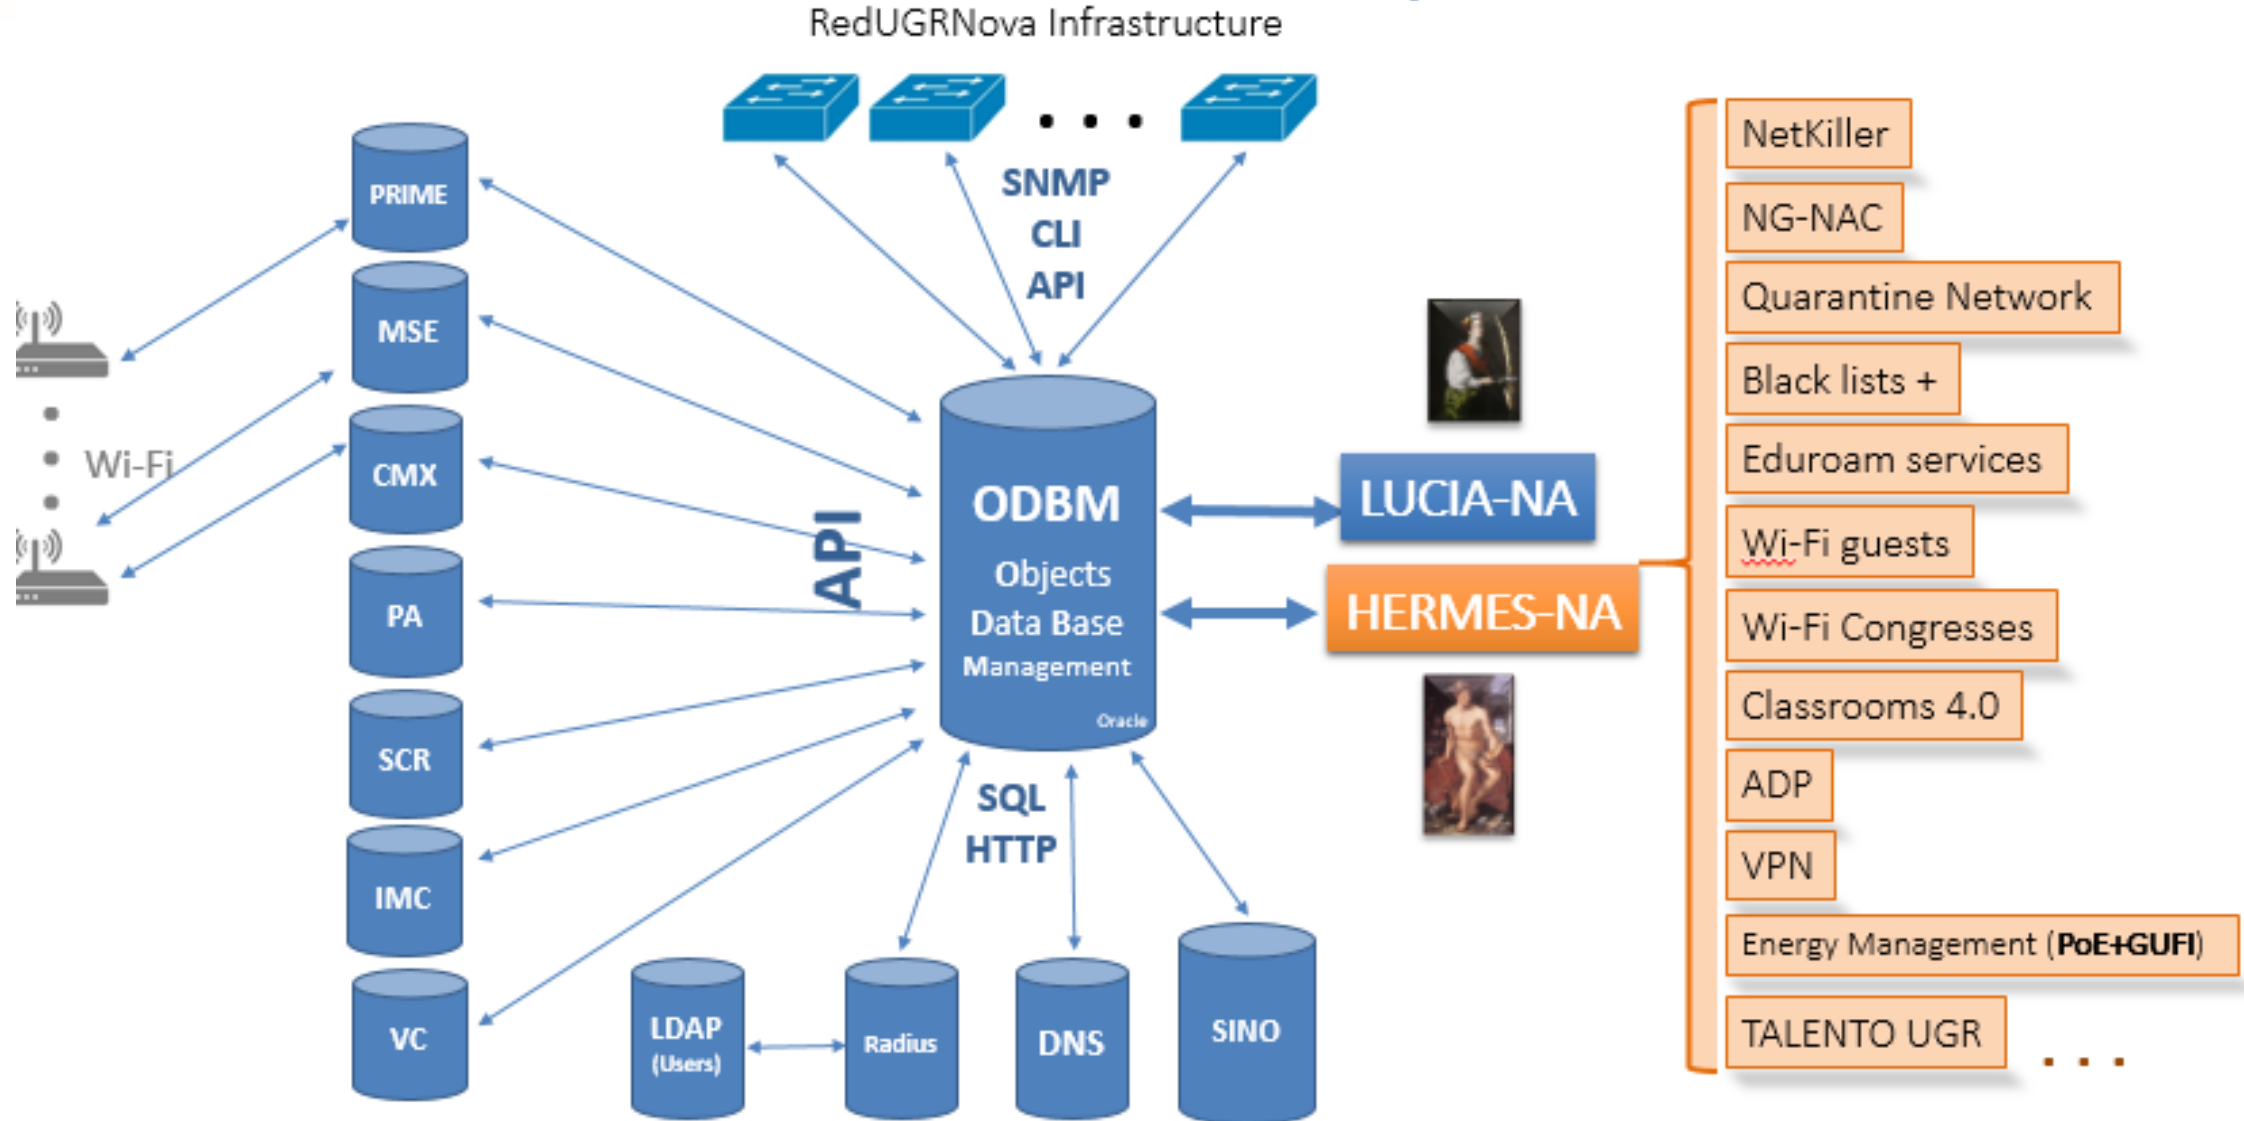 RedUGRNova Infrastructure
SNMP
CLI
API
PRIME
MSE
CMX
PA
SCR
IMC
VC
Wi-Fi
API
ODBM
Objects
Data Base
Management
Oracle
LUCIA-NA
HERMES-NA
SQL
HTTP
LDAP
(Users)
Radius
DNS
SINO
NetKiller
NG-NAC
Quarantine Network
Black lists +
Eduroam services
Wi-Fi guests
Wi-Fi Congresses
Classrooms 4.0
ADP
VPN
Energy Management (PoE+GUFI)
TALENTO UGR
. . .